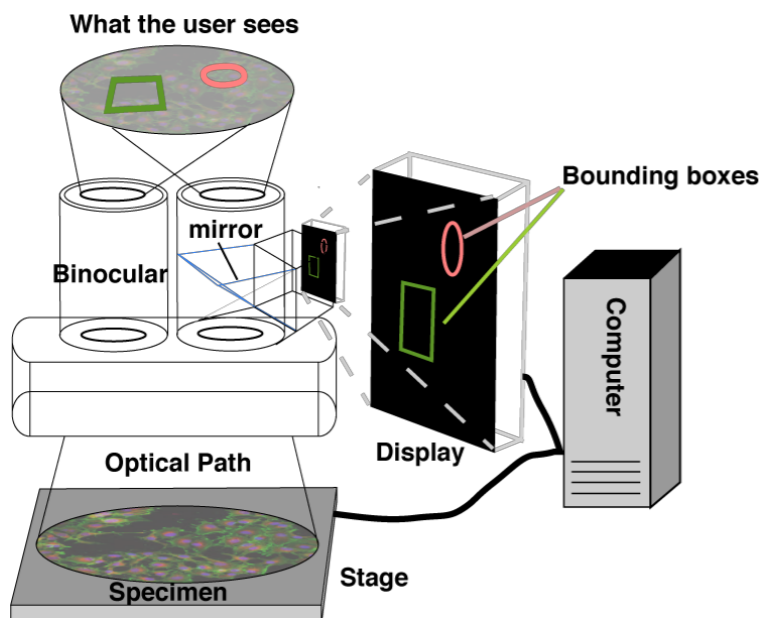 What the user sees
Bounding boxes
mirror
Binocular
Computer
Display
Optical Path
Stage
Specimen